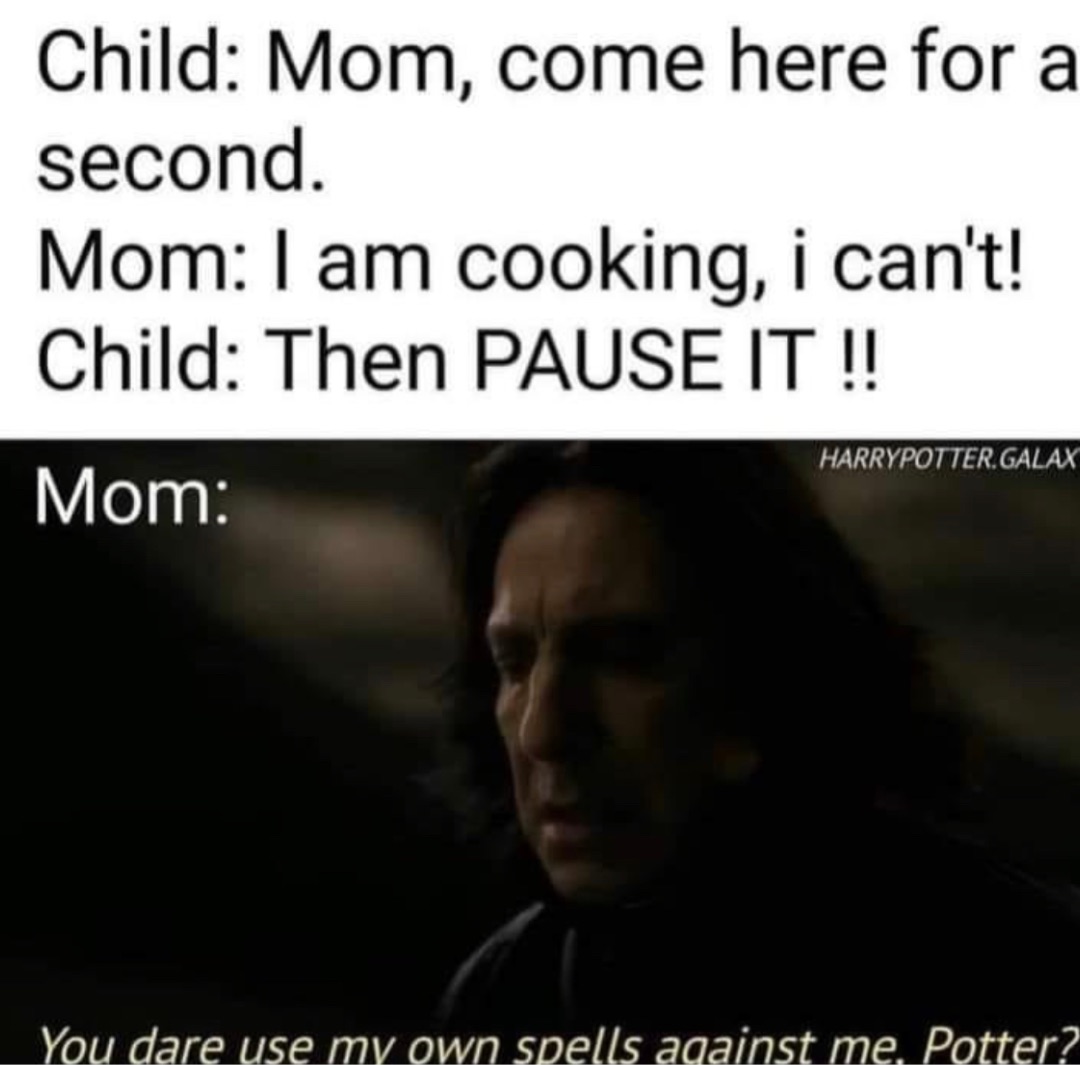 Child: Mom, come here for a
second.
Mom: I am cooking, i can't!
Child: Then PAUSE IT !!
HARRYPOTTER.GALAX
Mom:
You dare use my own spells against me, Potter?